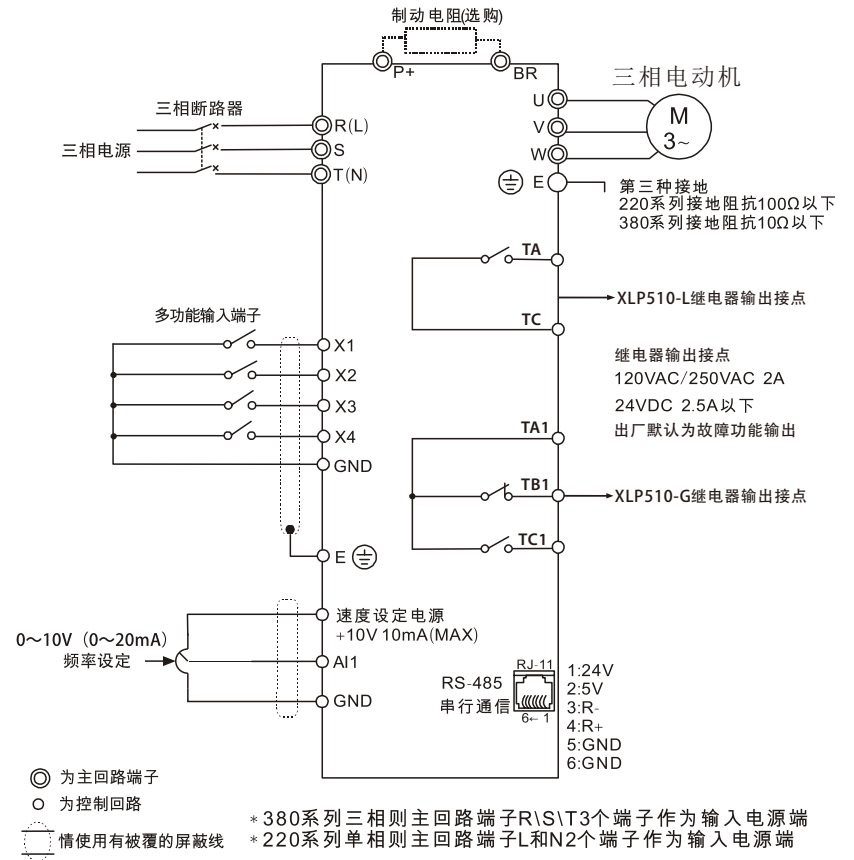 制动电阻(选购)
P+
BR
三相电动机
三相断路器
三相电源
R(L)
S
T(N)
U
V
W
M
3~
E
第三种接地
220系列接地阻抗100Ω以下
380系列接地阻抗10Ω以下
TA
XLP510-L继电器输出接点
TC
多功能输入端子
X1
X2
X3
X4
GND
继电器输出接点
120VAC/250VAC 2A
24VDC 2.5A以下
出厂默认为故障功能输出
TA1
TB1
XLP510-G继电器输出接点
TC1
E
速度设定电源
+10V 10mA(MAX)
0～10V（0～20mA）
频率设定
AI1
GND
RJ-11
RS-485
串行通信
6← 1
1:24V
2:5V
3:R-
4:R+
5:GND
6:GND
为主回路端子
为控制回路
情使用有被覆的屏蔽线
*380系列三相则主回路端子R\S\T3个端子作为输入电源端
*220系列单相则主回路端子L和N2个端子作为输入电源端